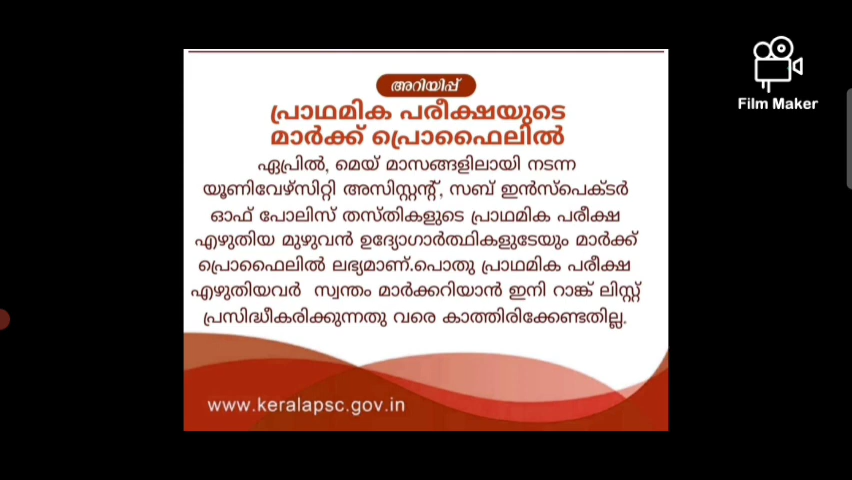 അറിയിപ്പ്
പ്രാഥമിക പരീക്ഷയുടെ
മാർക്ക് പ്രൊഫൈലിൽ
ഏപ്രിൽ, മെയ് മാസങ്ങളിലായി നടന്ന
യൂണിവേഴ്സിറ്റി അസിസ്റ്റന്റ്, സബ് ഇൻസ്പെക്ടർ
ഓഫ് പോലിസ് തസ്തികളുടെ പ്രാഥമിക പരീക്ഷ
എഴുതിയ മുഴുവൻ ഉദ്യോഗാർത്ഥികളുടേയും മാർക്ക്
പ്രൊഫൈലിൽ ലഭ്യമാണ്.പൊതു പ്രാഥമിക പരീക്ഷ
എഴുതിയവർ സ്വന്തം മാർക്കറിയാൻ ഇനി റാങ്ക് ലിസ്റ്റ്
പ്രസിദ്ധീകരിക്കുന്നതു വരെ കാത്തിരിക്കേണ്ടതില്ല.
www.keralapsc.gov.in
Film Maker